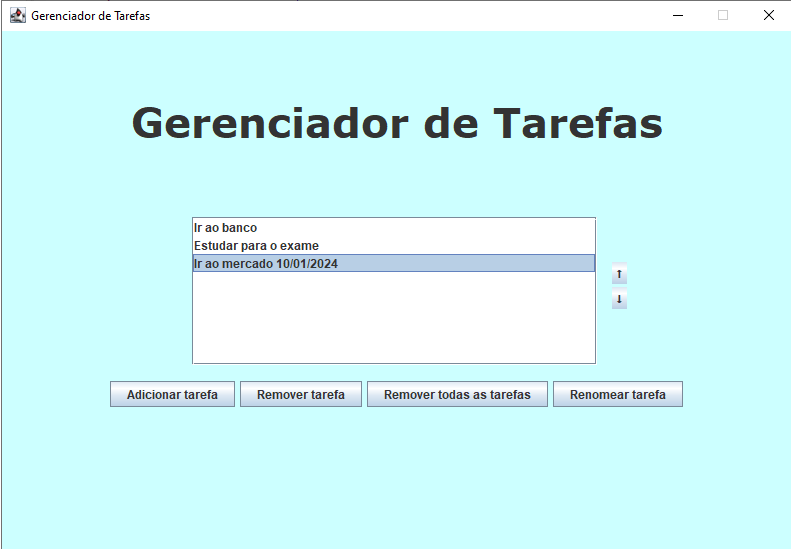 Gerenciador de Tarefas
Gerenciador de Tarefas
Ir ao banco
Estudar para o exame
Ir ao mercado 10/01/2024
↑
↓
Adicionar tarefa Remover tarefa Remover todas as tarefas Renomear tarefa